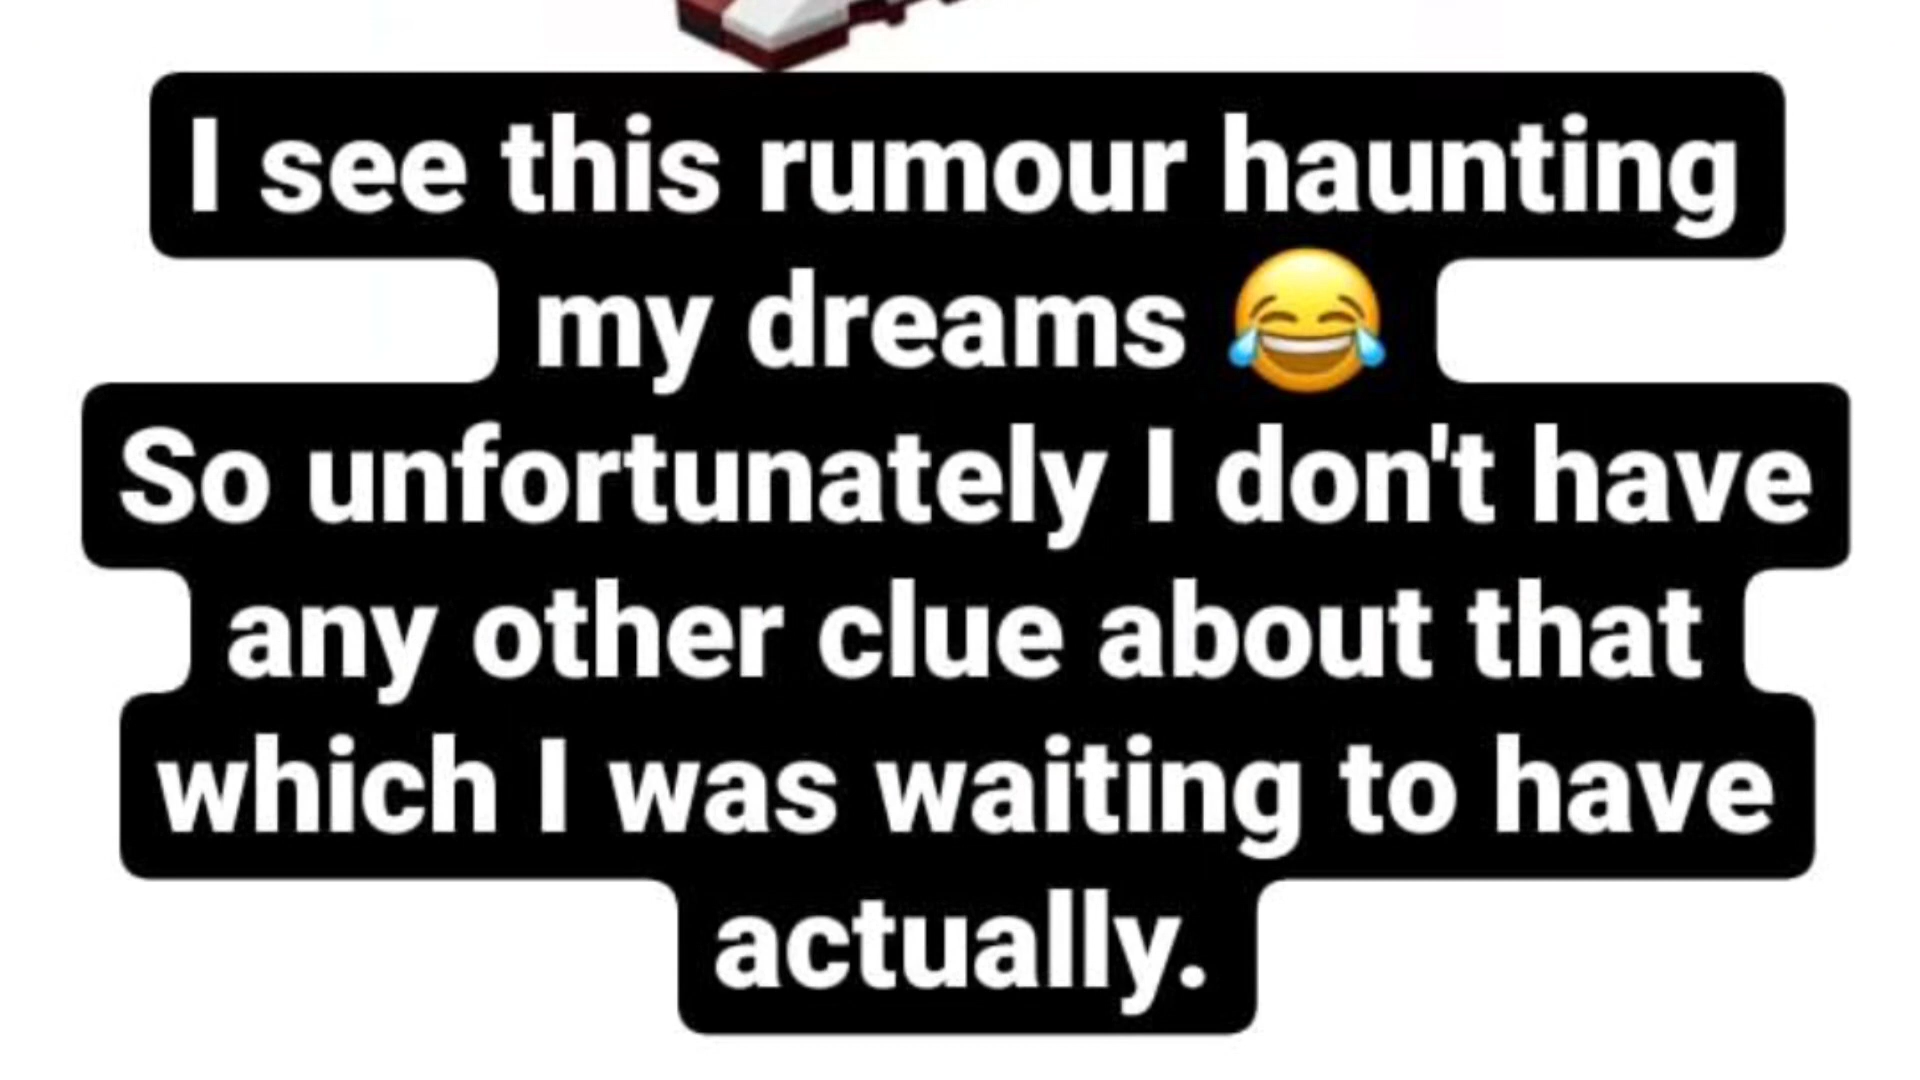 I see this rumour haunting
my dreams 😂
So unfortunately I don't have
any other clue about that
which I was waiting to have
actually.